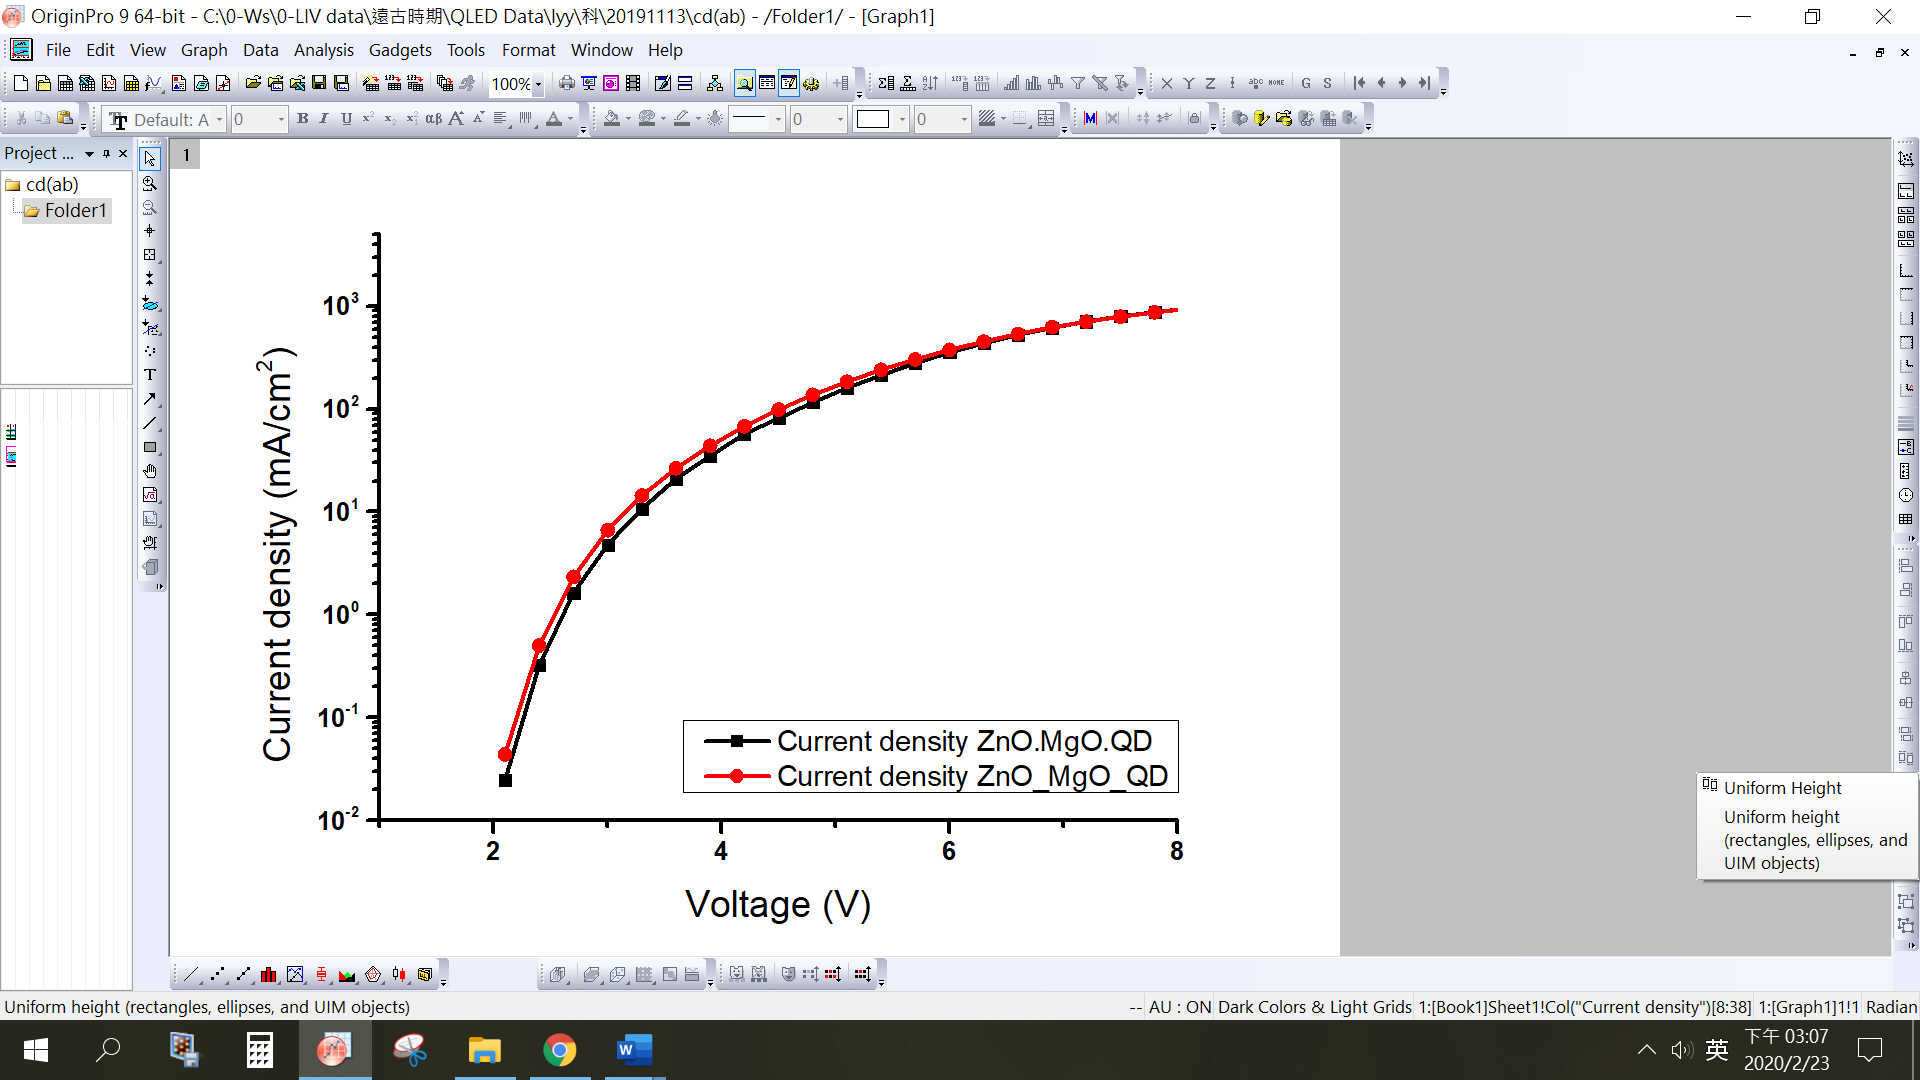 OriginPro 9 64-bit - C:\0-Ws\0-LIV data\遠古時期\QLED Data\lyy\科\20191113\cd(ab) - /Folder1/ - [Graph1]
File Edit View Graph Data Analysis Gadgets Tools Format Window Help
100%
X Y Z G S
Default: A 0 B I U αβ A A A 0 0
Project ...
1
cd(ab)
Folder1
10³
10²
10¹
10⁰
10⁻¹
10⁻²
Current density (mA/cm²)
Current density ZnO.MgO.QD
Current density ZnO_MgO_QD
2 4 6 8
Voltage (V)
Uniform Height
Uniform height
(rectangles, ellipses, and
UIM objects)
Uniform height (rectangles, ellipses, and UIM objects)
-- AU : ON Dark Colors & Light Grids 1:[Book1]Sheet1!Col("Current density")[8:38] 1:[Graph1]1!1 Radian
英
下午 03:07
2020/2/23